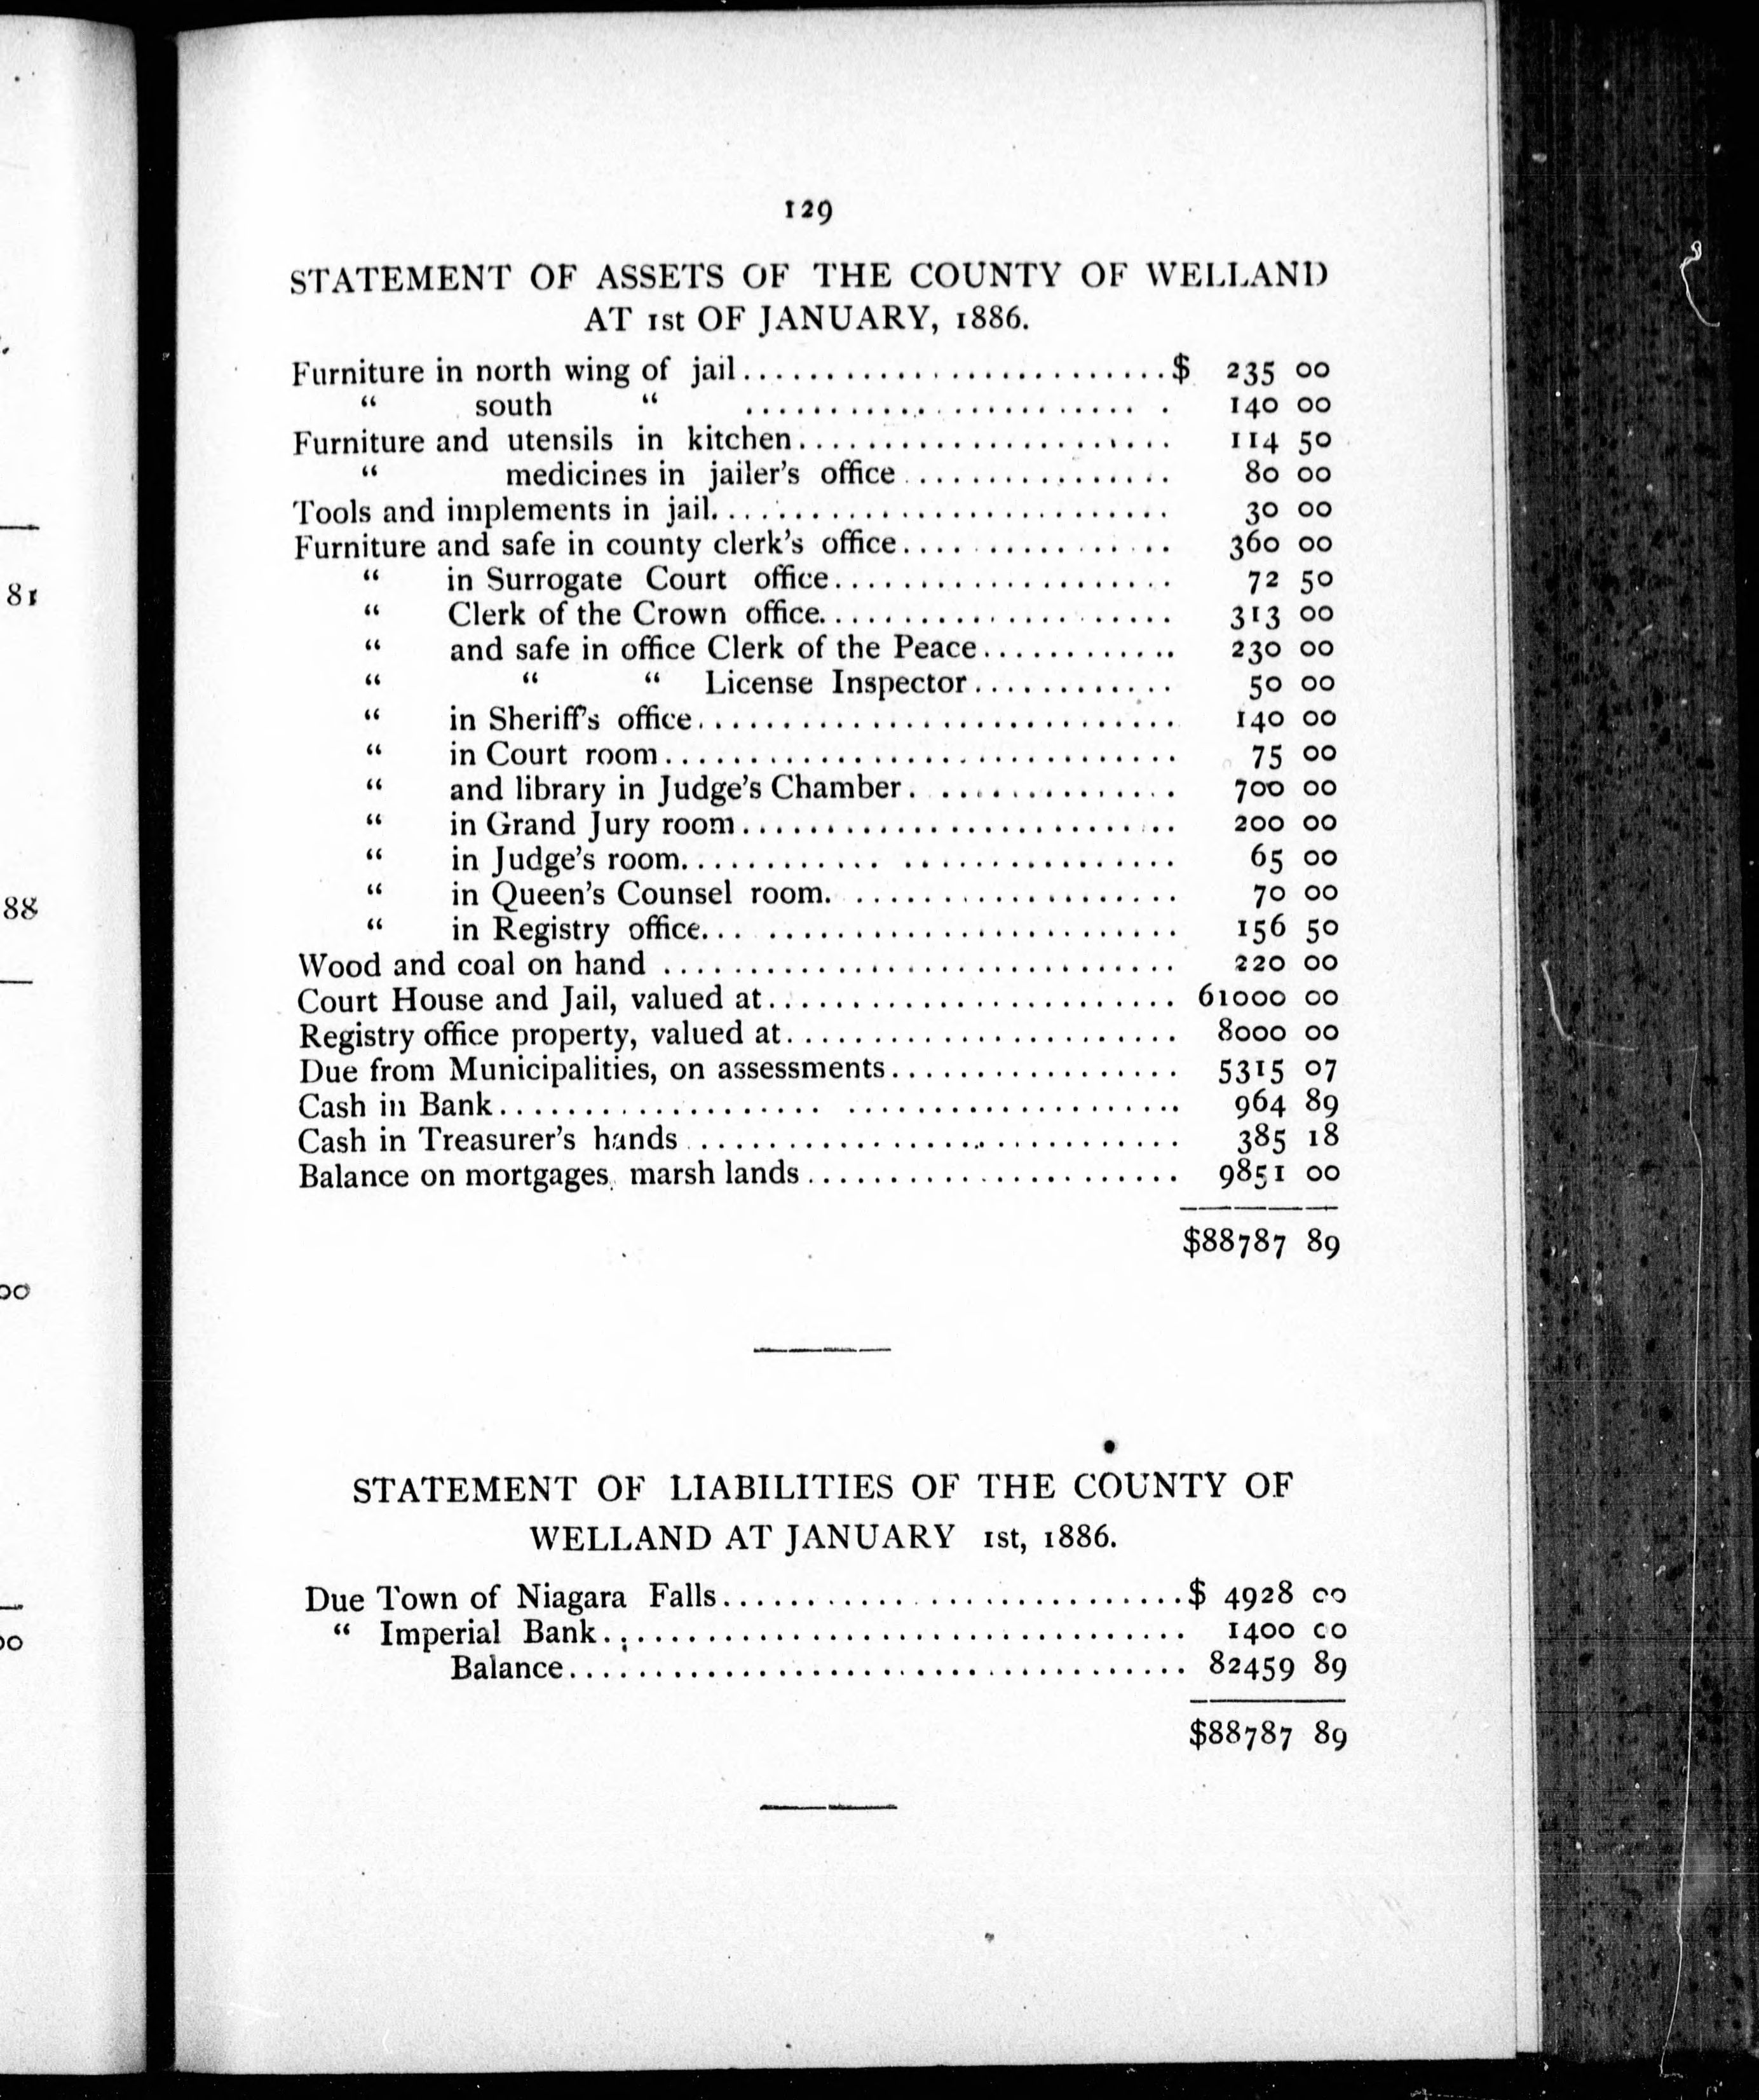 81
88
00
00
129
STATEMENT OF ASSETS OF THE COUNTY OF WELLAND
AT 1st OF JANUARY, 1886.
Furniture in north wing of jail..........................$ 235 00
“ south “ ...................... 140 00
Furniture and utensils in kitchen...................... 114 50
“ medicines in jailer's office................ 80 00
Tools and implements in jail........................... 30 00
Furniture and safe in county clerk's office................ 360 00
“ in Surrogate Court office.................... 72 50
“ Clerk of the Crown office..................... 313 00
“ and safe in office Clerk of the Peace............ 230 00
“ “ “ License Inspector............ 50 00
“ in Sheriff's office............................ 140 00
“ in Court room.............................. 75 00
“ and library in Judge's Chamber. .............. 700 00
“ in Grand Jury room.......................... 200 00
“ in Judge's room............ ................ 65 00
“ in Queen's Counsel room. ................... 70 00
“ in Registry office... ........................ 156 50
Wood and coal on hand .............................. 220 00
Court House and Jail, valued at........................ 61000 00
Registry office property, valued at....................... 8000 00
Due from Municipalities, on assessments................. 5315 07
Cash in Bank................... .................... 964 89
Cash in Treasurer's hands............................. 385 18
Balance on mortgages, marsh lands...................... 9851 00
$88787 89
STATEMENT OF LIABILITIES OF THE COUNTY OF
WELLAND AT JANUARY 1st, 1886.
Due Town of Niagara Falls...........................$ 4928 00
“ Imperial Bank.................................. 1400 00
Balance.................................... 82459 89
$88787 89